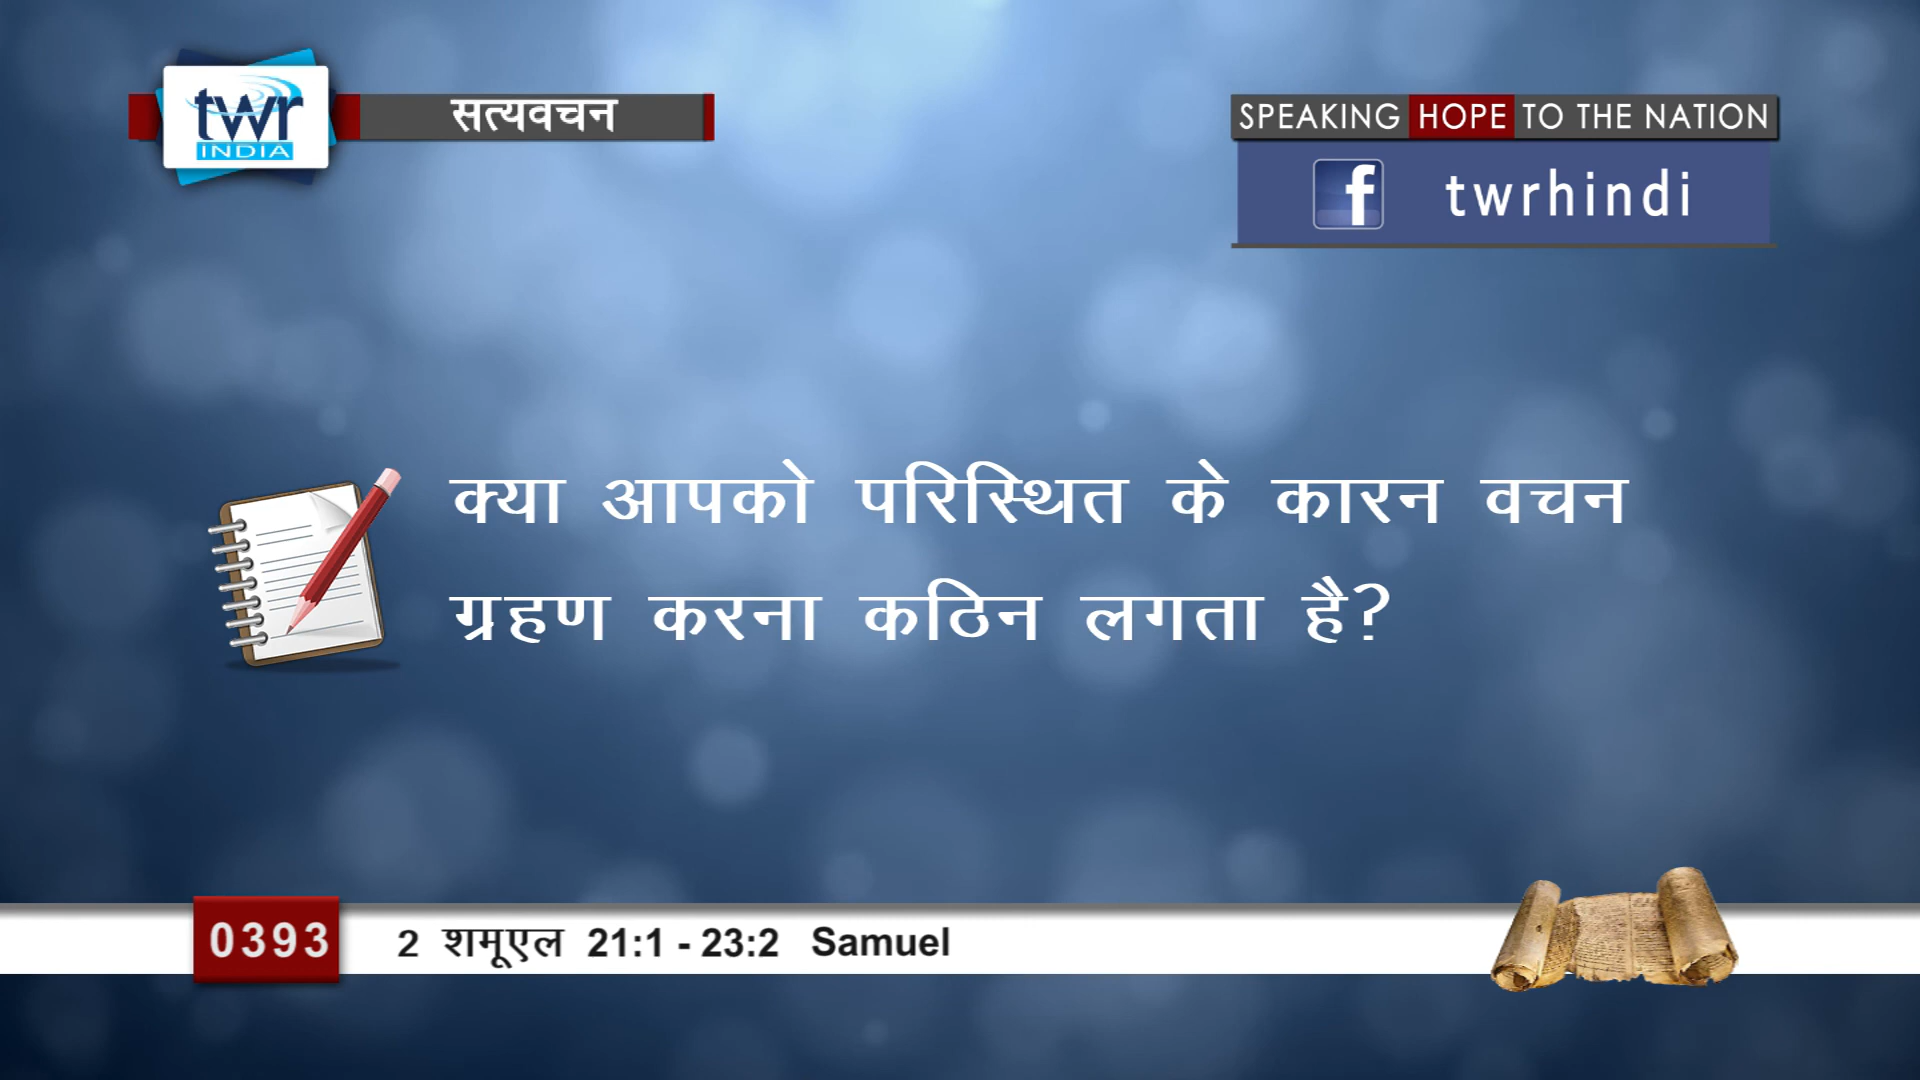 twr
INDIA
सत्यवचन
SPEAKING HOPE TO THE NATION
f twrhindi
क्या आपको परिस्थित के कारन वचन
ग्रहण करना कठिन लगता है?
0393 2 शमूएल 21:1 - 23:2 Samuel